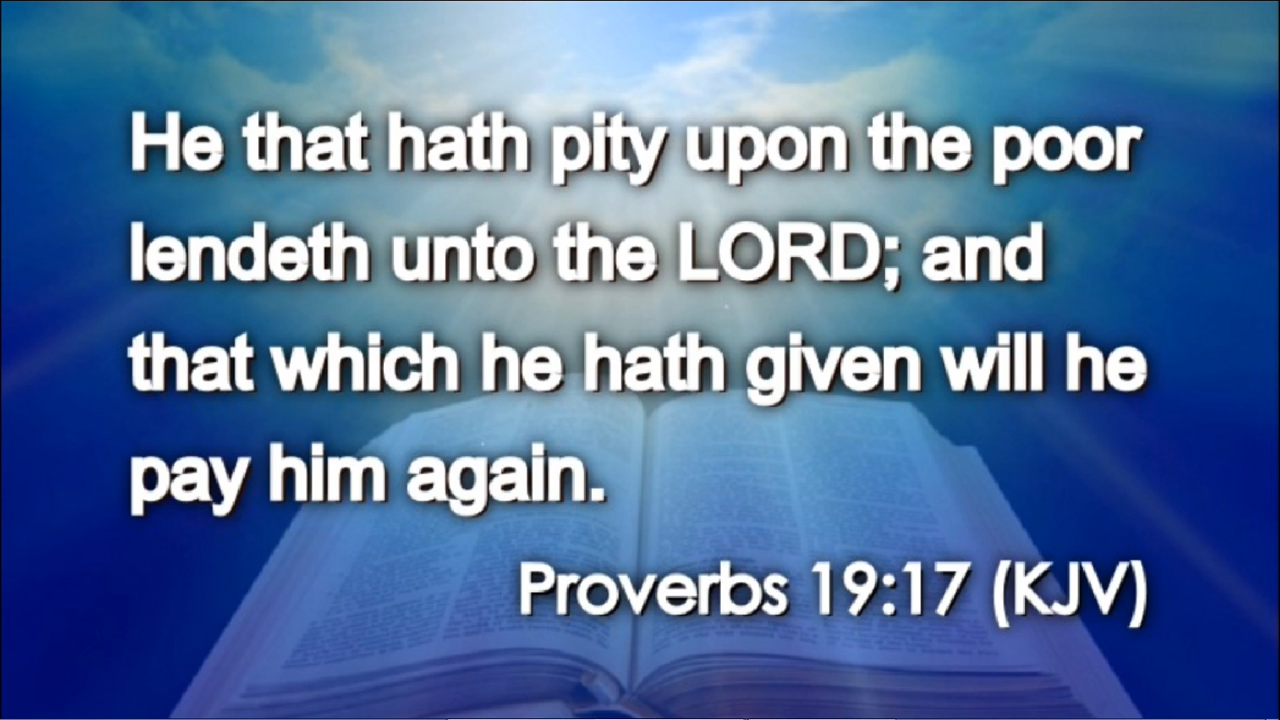 He that hath pity upon the poor
lendeth unto the LORD; and
that which he hath given will he
pay him again.
Proverbs 19:17 (KJV)